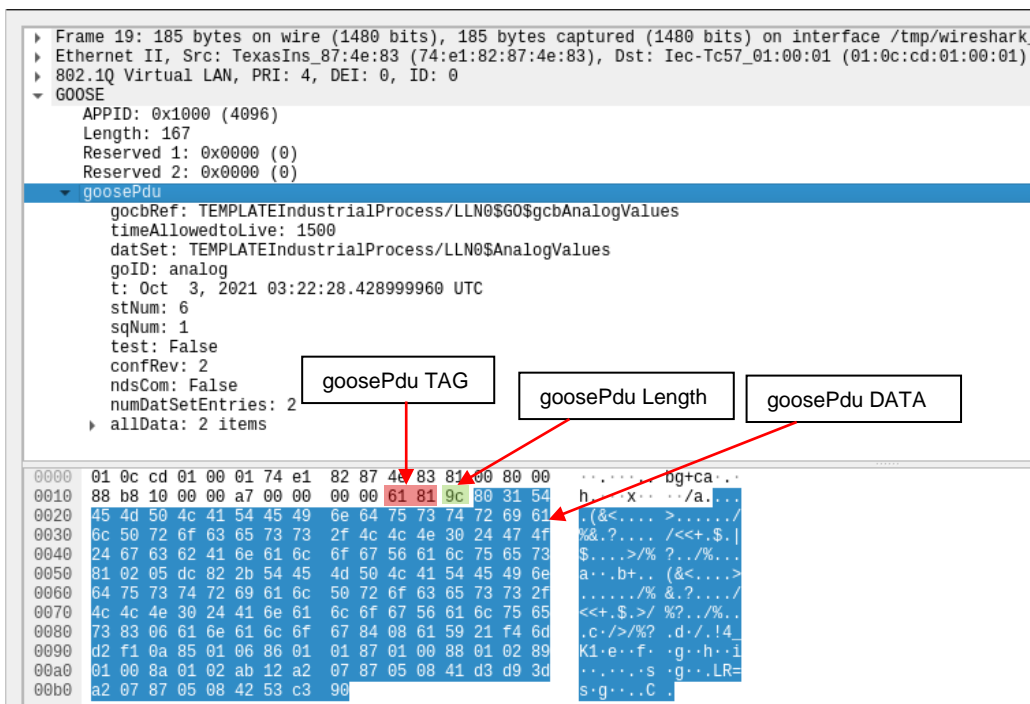 Frame 19: 185 bytes on wire (1480 bits), 185 bytes captured (1480 bits) on interface /tmp/wireshark_
Ethernet II, Src: TexasIns_87:4e:83 (74:e1:82:87:4e:83), Dst: Iec-Tc57_01:00:01 (01:0c:cd:01:00:01)
802.1Q Virtual LAN, PRI: 4, DEI: 0, ID: 0
GOOSE
APPID: 0x1000 (4096)
Length: 167
Reserved 1: 0x0000 (0)
Reserved 2: 0x0000 (0)
goosePdu
gocbRef: TEMPLATEIndustrialProcess/LLN0$GO$gcbAnalogValues
timeAllowedtoLive: 1500
datSet: TEMPLATEIndustrialProcess/LLN0$AnalogValues
goID: analog
t: Oct  3, 2021 03:22:28.428999960 UTC
stNum: 6
sqNum: 1
test: False
confRev: 2
ndsCom: False
numDatSetEntries: 2
allData: 2 items
goosePdu TAG
goosePdu Length
goosePdu DATA
0000 01 0c cd 01 00 01 74 e1 82 87 4e 83 81 00 80 00 ··.···.. bg+ca·.·
0010 88 b8 10 00 00 a7 00 00 00 00 61 81 9c 80 31 54 h.··x·· ··/a....
0020 45 4d 50 4c 41 54 45 49 6e 64 75 73 74 72 69 61 .(&<.... >....../
0030 6c 50 72 6f 63 65 73 73 2f 4c 4c 4e 30 24 47 4f %&.?.... /<<+.$.|
0040 24 67 63 62 41 6e 61 6c 6f 67 56 61 6c 75 65 73 $....>/% ?../%...
0050 81 02 05 dc 82 2b 54 45 4d 50 4c 41 54 45 49 6e a··.b+.. (&<....>
0060 64 75 73 74 72 69 61 6c 50 72 6f 63 65 73 73 2f ....../% &.?..../
0070 4c 4c 4e 30 24 41 6e 61 6c 6f 67 56 61 6c 75 65 <<+.$.>/ %?../%..
0080 73 83 06 61 6e 61 6c 6f 67 84 08 61 59 21 f4 6d .c·/>/%? .d·/.!4_
0090 d2 f1 0a 85 01 06 86 01 01 87 01 00 88 01 02 89 K1·e··f· ·g··h··i
00a0 01 00 8a 01 02 ab 12 a2 07 87 05 08 41 d3 d9 3d ··.··.·s ·g··.LR=
00b0 a2 07 87 05 08 42 53 c3 90 s·g··..C .